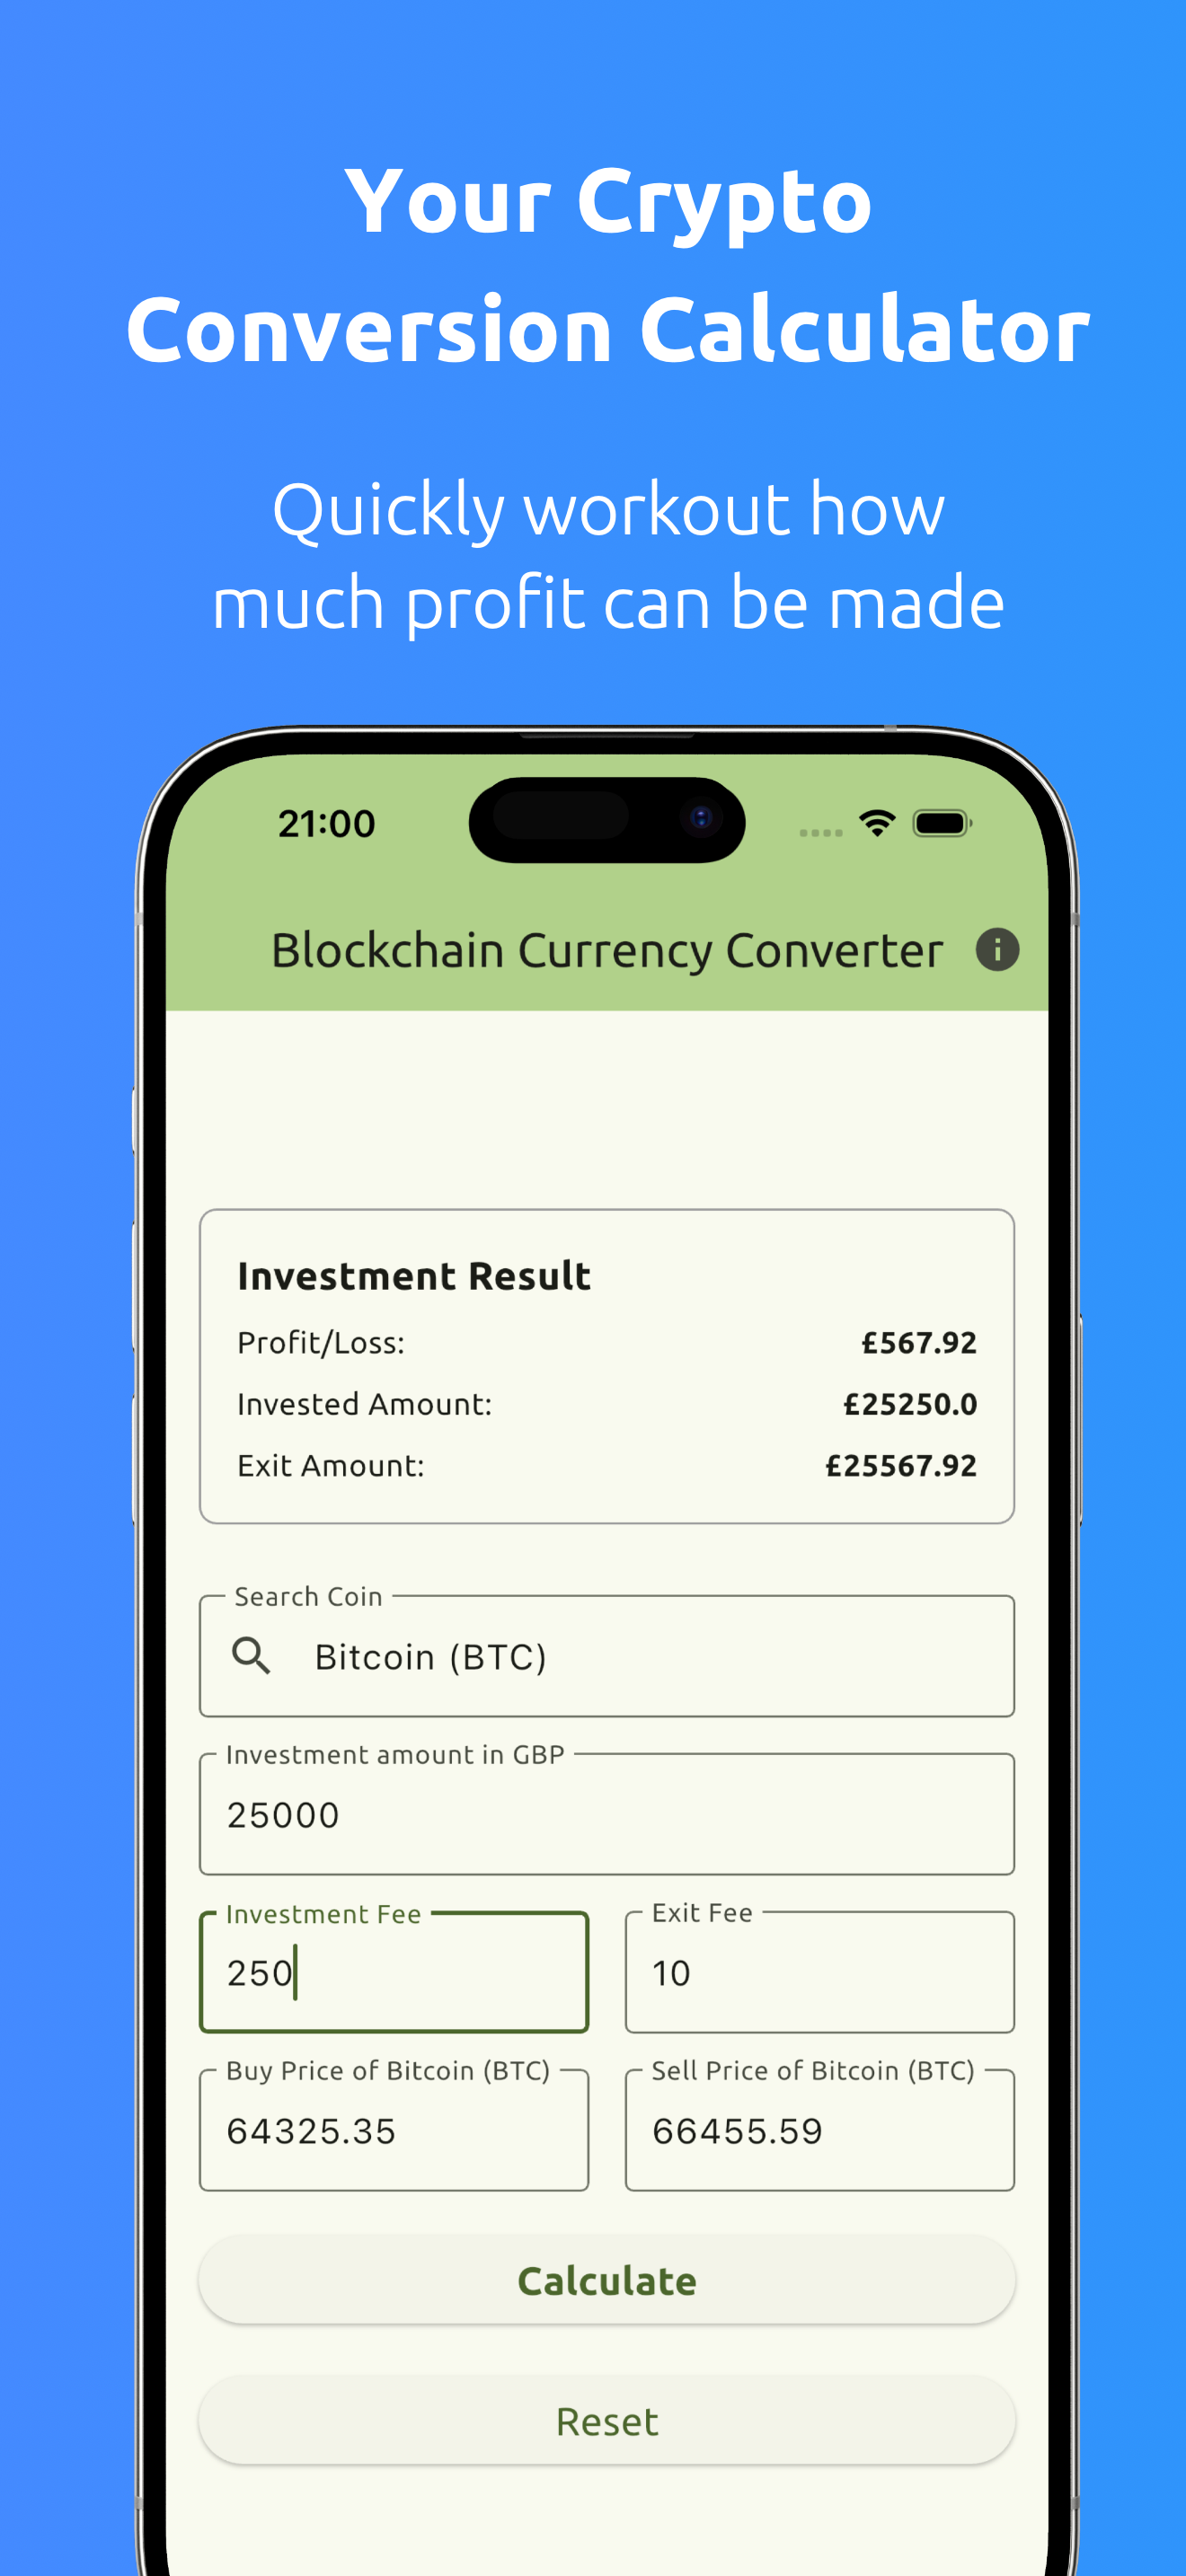 Your Crypto
Conversion Calculator
Quickly workout how
much profit can be made
21:00
Blockchain Currency Converter
Investment Result
Profit/Loss: £567.92
Invested Amount: £25250.0
Exit Amount: £25567.92
Search Coin
Bitcoin (BTC)
Investment amount in GBP
25000
Investment Fee Exit Fee
250 10
Buy Price of Bitcoin (BTC) Sell Price of Bitcoin (BTC)
64325.35 66455.59
Calculate
Reset